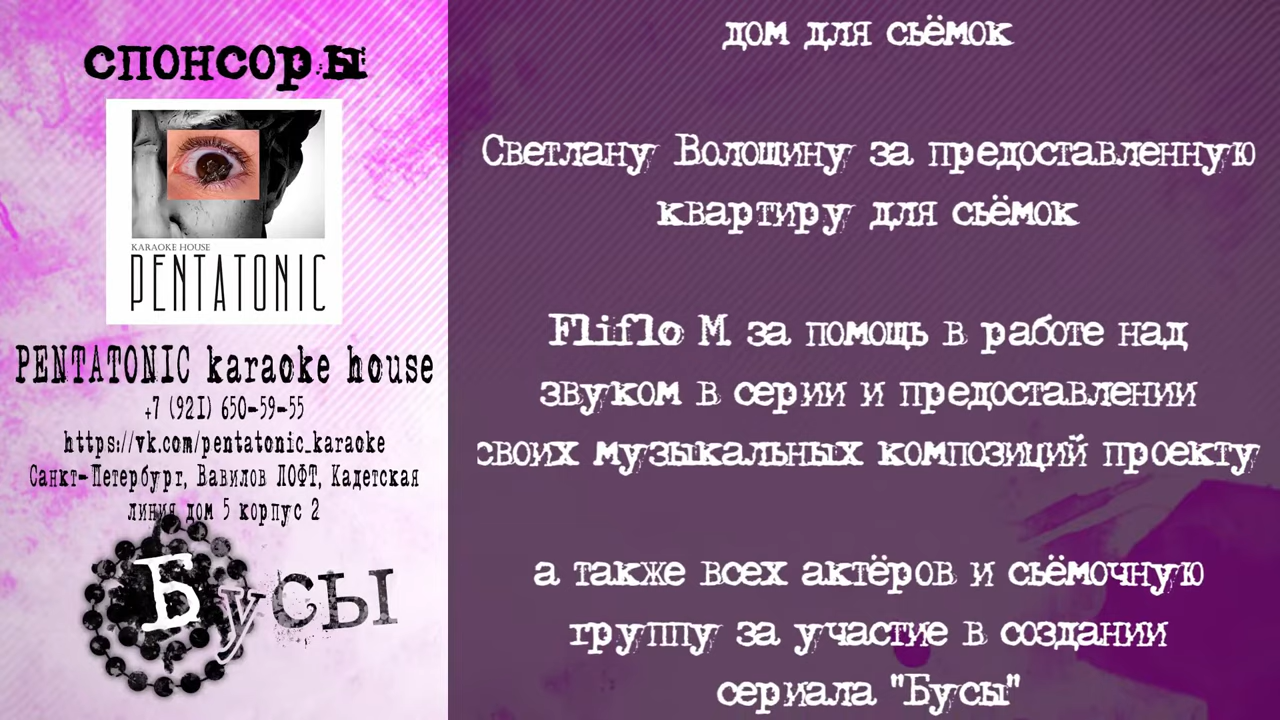 спонсоры
KARAOKE HOUSE
PENTATONIC
PENTATONIC karaoke house
+7 (921) 650-59-55
https://vk.com/pentatonic_karaoke
Санкт-Петербург, Вавилов ЛОФТ, Кадетская
линия дом 5 корпус 2
Бусы
дом для сьёмок
Светлану Волошину за предоставленную
квартиру для сьёмок
Fliflo M за помощь в работе над
звуком в серии и предоставлении
своих музыкальных композиций проекту
а также всех актёров и сьёмочную
группу за участие в создании
сериала "Бусы"